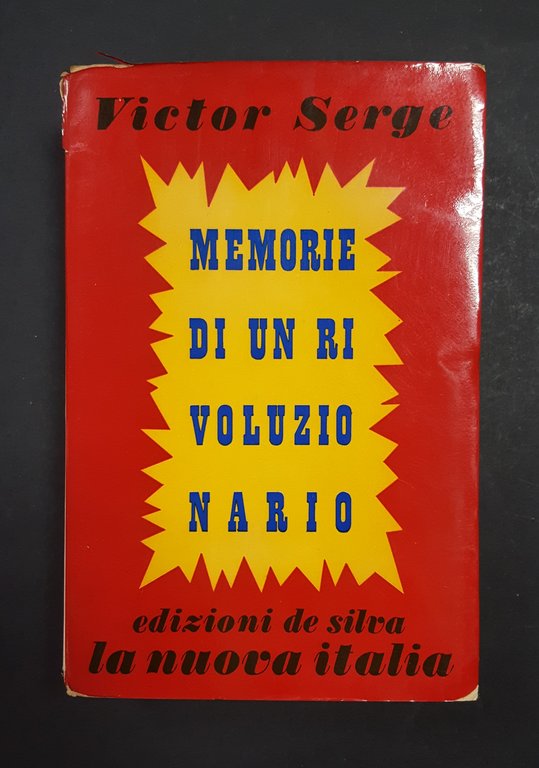 Victor Serge
MEMORIE
DI UN RI
VOLUZIO
NARIO
edizioni de silva
la nuova italia